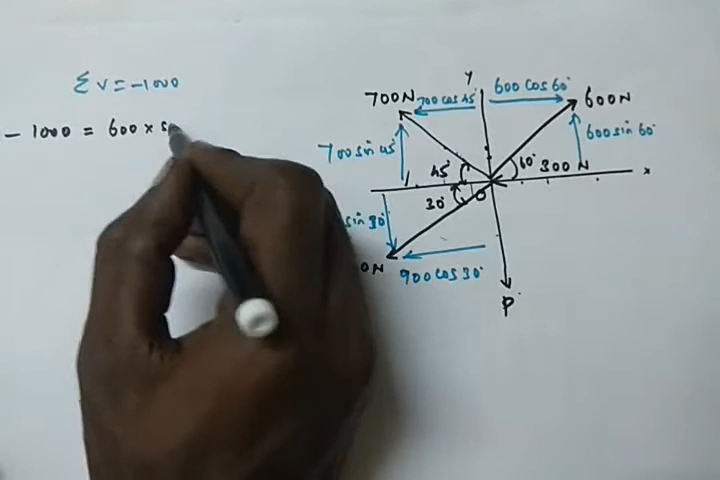 Σ V = -1000
- 1000 = 600 ×
Y
700N
700 cos 45°
600 cos 60°
600N
700 sin 45°
600 sin 60°
45°
60°
300 N
x
30°
O
sin 30°
0N
900 cos 30°
P